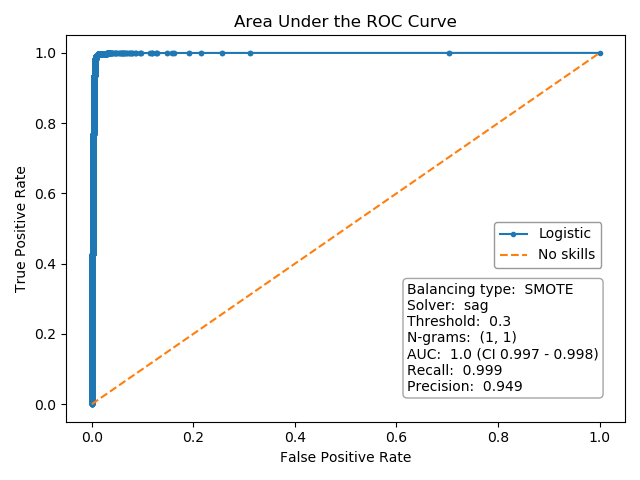 Area Under the ROC Curve
True Positive Rate
1.0
0.8
0.6
0.4
0.2
0.0
Logistic
No skills
Balancing type:  SMOTE
Solver:  sag
Threshold:  0.3
N-grams:  (1, 1)
AUC:  1.0 (CI 0.997 - 0.998)
Recall:  0.999
Precision:  0.949
0.0 0.2 0.4 0.6 0.8 1.0
False Positive Rate